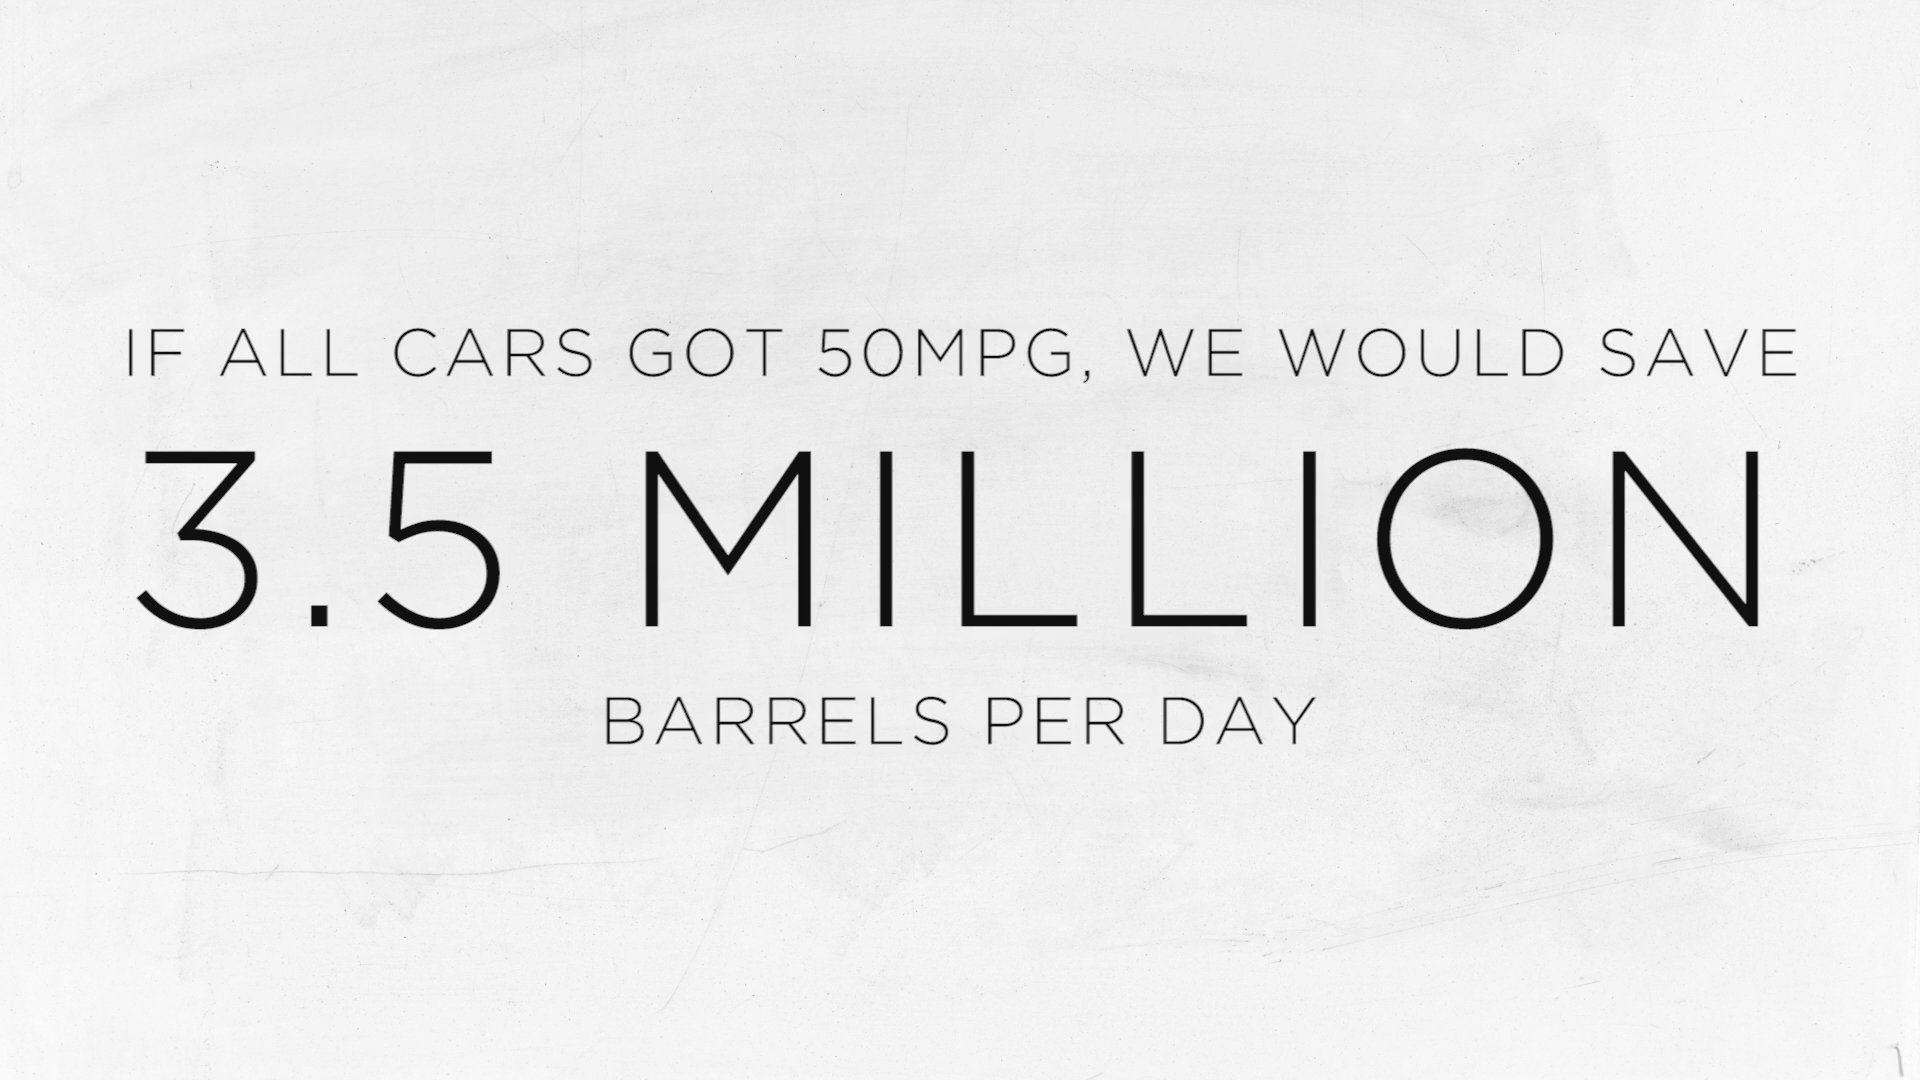 IF ALL CARS GOT 50MPG, WE WOULD SAVE
3.5 MILLION
BARRELS PER DAY